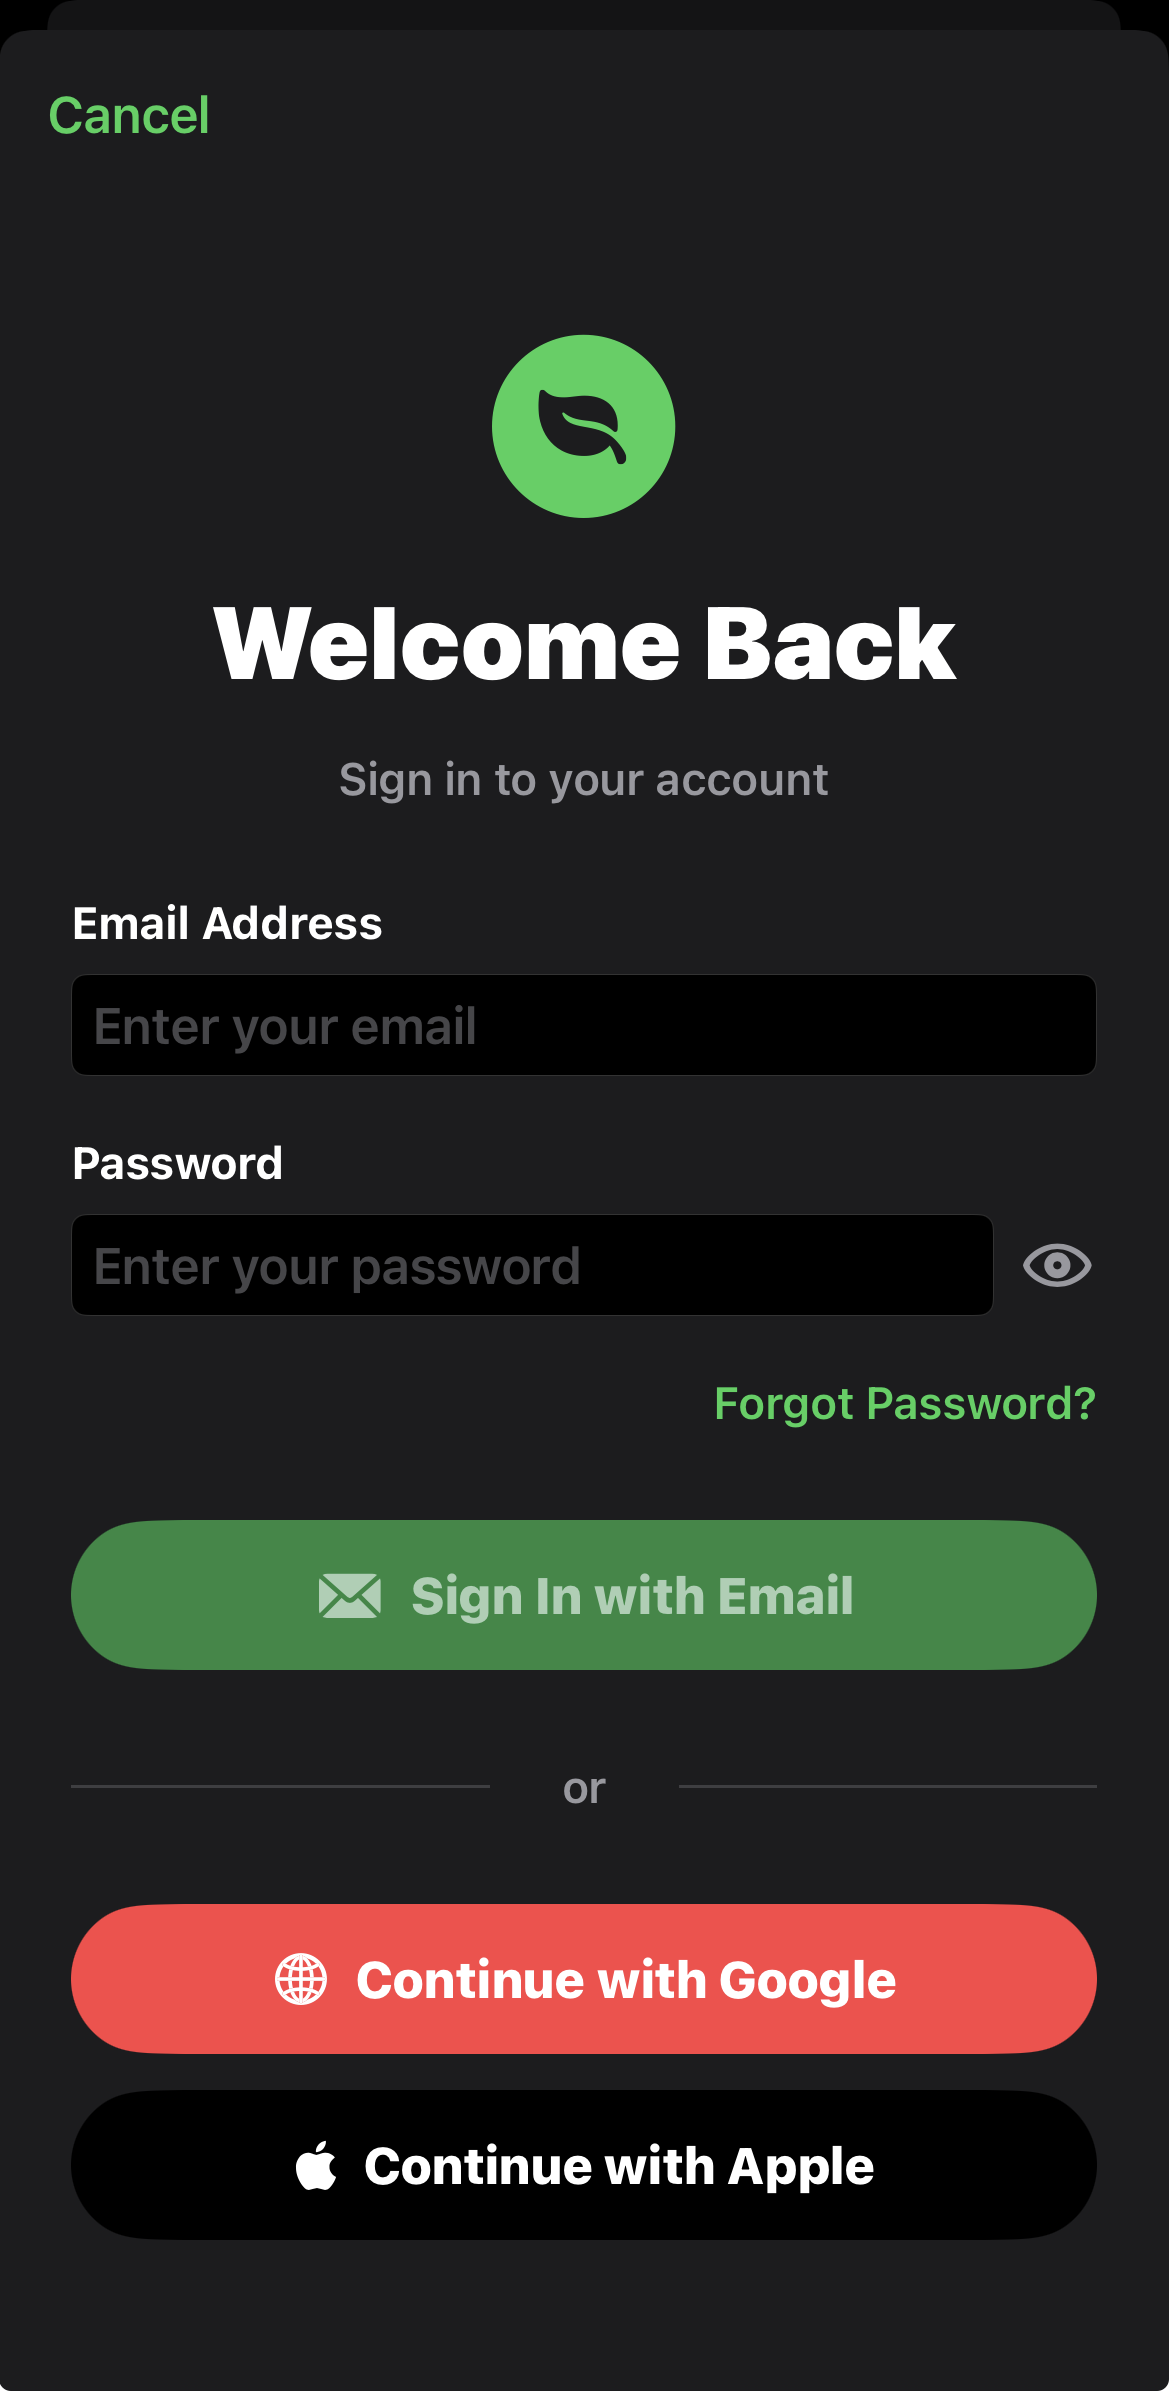 Cancel
Welcome Back
Sign in to your account
Email Address
Enter your email
Password
Enter your password
Forgot Password?
Sign In with Email
or
Continue with Google
Continue with Apple